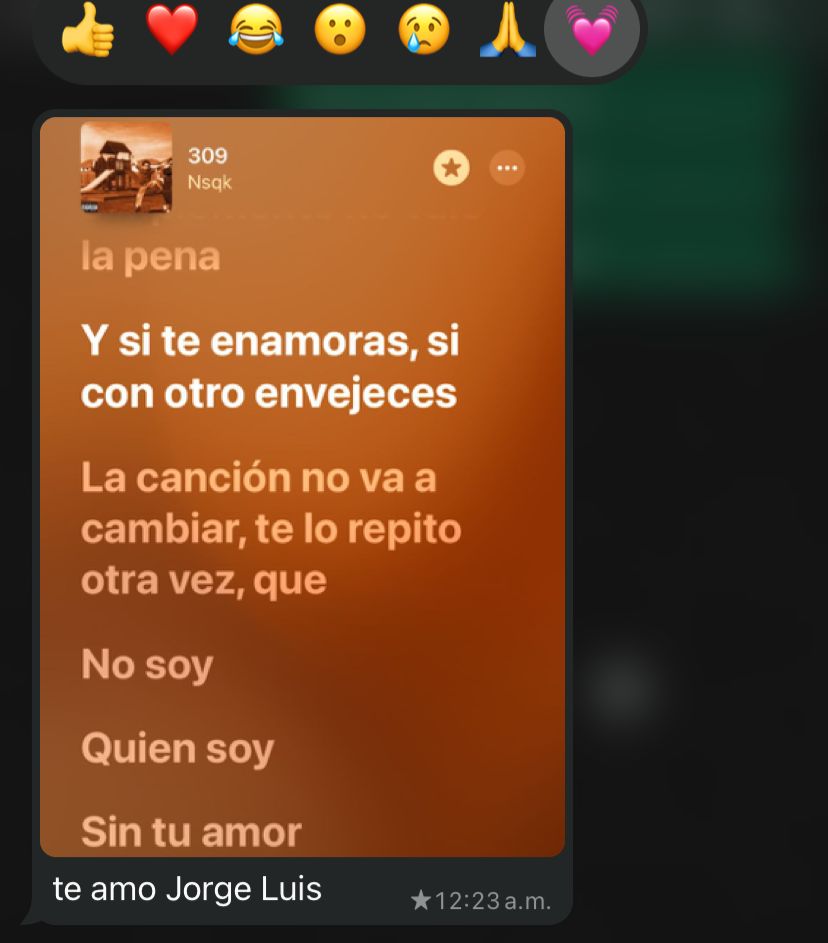 309
Nsqk
la pena
Y si te enamoras, si
con otro envejeces
La canción no va a
cambiar, te lo repito
otra vez, que
No soy
Quien soy
Sin tu amor
te amo Jorge Luis
★12:23 a.m.